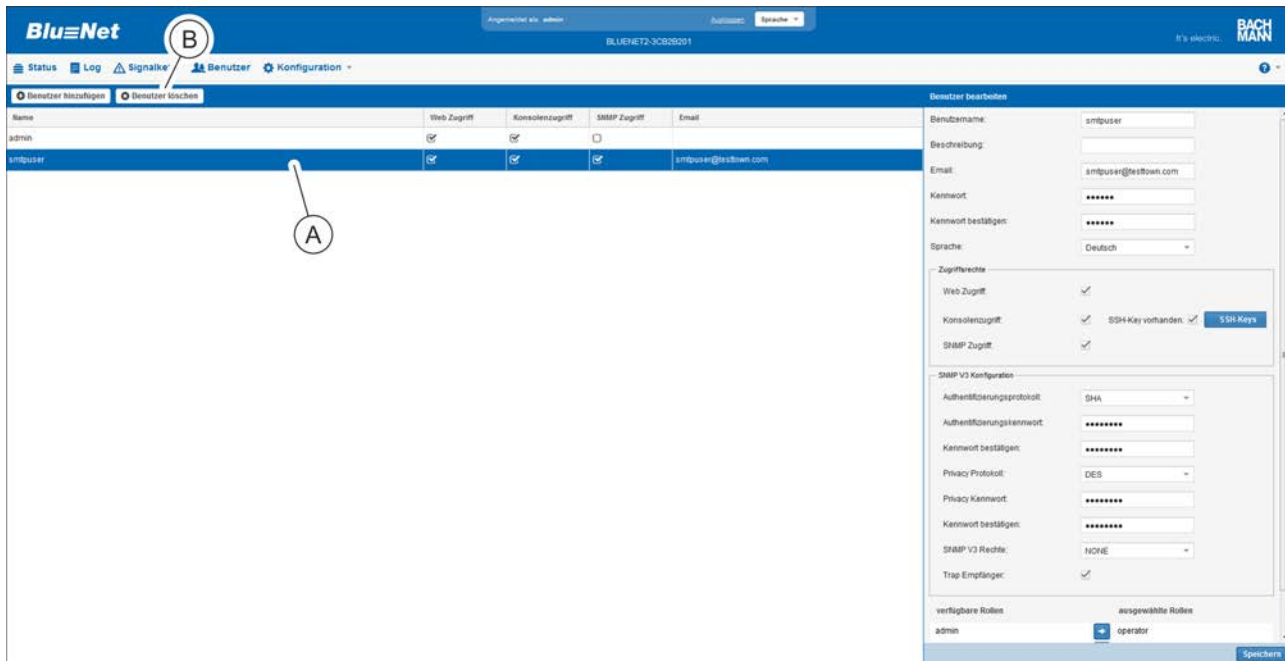 Blu≡Net
Angemeldet als: admin
Ausloggen
Sprache
BLUENET2-3CB2B201
It's electric.
BACH
MANN
B
Status Log Signalke Benutzer Konfiguration
Benutzer hinzufügen Benutzer löschen
Benutzer bearbeiten
Name Web Zugriff Konsolenzugriff SNMP Zugriff Email
admin
smtpuser smtpuser@testtown.com
A
Benutzername: smtpuser
Beschreibung:
Email: smtpuser@testtown.com
Kennwort: ●●●●●●
Kennwort bestätigen: ●●●●●●
Sprache: Deutsch
Zugriffsrechte
Web Zugriff:
Konsolenzugriff: SSH-Key vorhanden: SSH-Keys
SNMP Zugriff:
SNMP V3 Konfiguration
Authentifizierungsprotokoll: SHA
Authentifizierungskennwort: ●●●●●●●●
Kennwort bestätigen: ●●●●●●●●
Privacy Protokoll: DES
Privacy Kennwort: ●●●●●●●●
Kennwort bestätigen: ●●●●●●●●
SNMP V3 Rechte: NONE
Trap Empfänger:
verfügbare Rollen ausgewählte Rollen
admin operator
Speichern